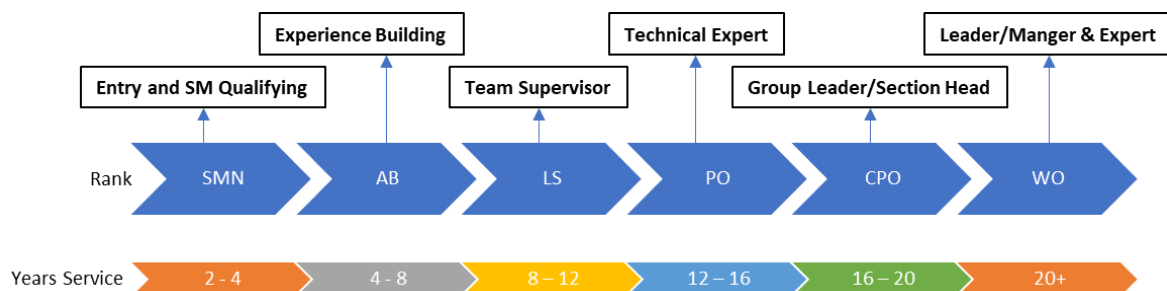 Experience Building
Technical Expert
Leader/Manger & Expert
Entry and SM Qualifying
Team Supervisor
Group Leader/Section Head
Rank
SMN
AB
LS
PO
CPO
WO
Years Service
2 - 4
4 - 8
8 – 12
12 – 16
16 – 20
20+